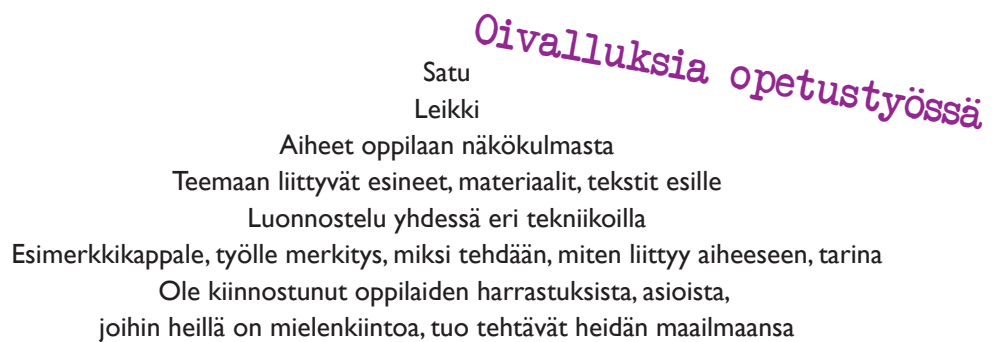 Oivalluksia opetustyössä
Satu
Leikki
Aiheet oppilaan näkökulmasta
Teemaan liittyvät esineet, materiaalit, tekstit esille
Luonnostelu yhdessä eri tekniikoilla
Esimerkkikappale, työlle merkitys, miksi tehdään, miten liittyy aiheeseen, tarina
Ole kiinnostunut oppilaiden harrastuksista, asioista,
joihin heillä on mielenkiintoa, tuo tehtävät heidän maailmaansa